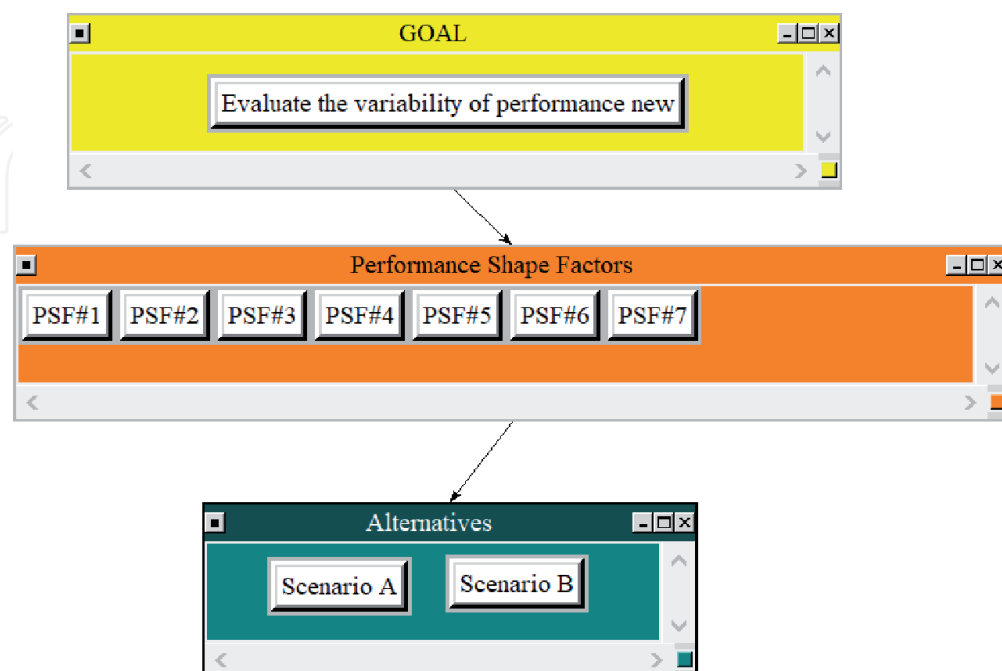 GOAL
Evaluate the variability of performance new
Performance Shape Factors
PSF#1 PSF#2 PSF#3 PSF#4 PSF#5 PSF#6 PSF#7
Alternatives
Scenario A Scenario B